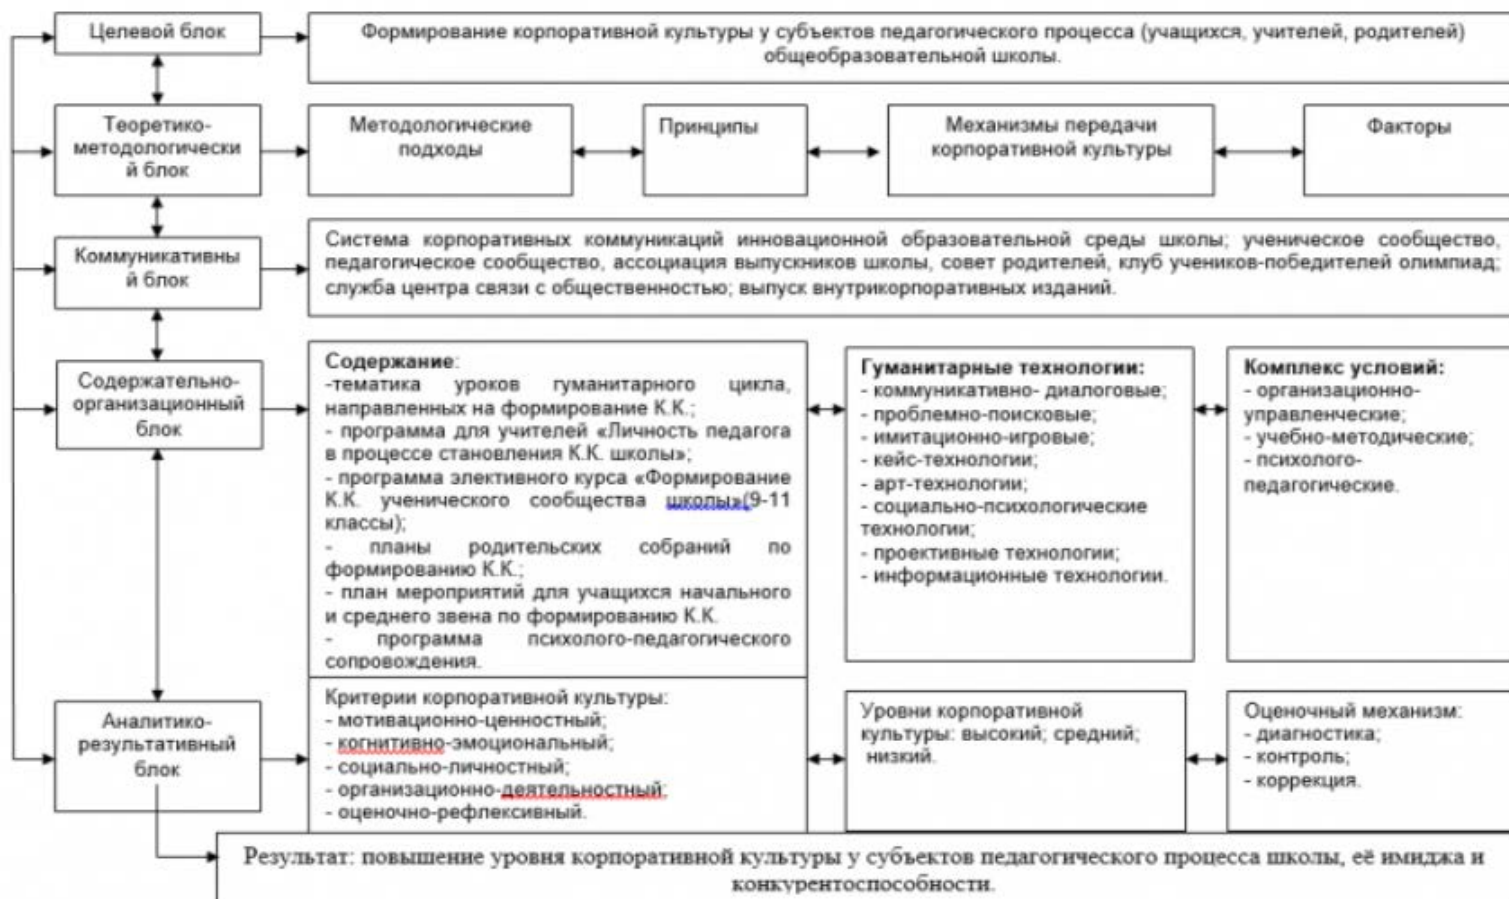 Целевой блок
Формирование корпоративной культуры у субъектов педагогического процесса (учащихся, учителей, родителей)
общеобразовательной школы.
Теоретико-
методологически
й блок
Методологические
подходы
Принципы
Механизмы передачи
корпоративной культуры
Факторы
Коммуникативны
й блок
Система корпоративных коммуникаций инновационной образовательной среды школы; ученическое сообщество,
педагогическое сообщество, ассоциация выпускников школы, совет родителей, клуб учеников-победителей олимпиад;
служба центра связи с общественностью; выпуск внутрикорпоративных изданий.
Содержательно-
организационный
блок
Содержание:
-тематика уроков гуманитарного цикла,
направленных на формирование К.К.;
- программа для учителей «Личность педагога
в процессе становления К.К. школы»;
- программа элективного курса «Формирование
К.К. ученического сообщества школы»(9-11
классы);
- планы родительских собраний по
формированию К.К.;
- план мероприятий для учащихся начального
и среднего звена по формированию К.К.
- программа психолого-педагогического
сопровождения.
Гуманитарные технологии:
- коммуникативно- диалоговые;
- проблемно-поисковые;
- имитационно-игровые;
- кейс-технологии;
- арт-технологии;
- социально-психологические
технологии;
- проективные технологии;
- информационные технологии.
Комплекс условий:
- организационно-
управленческие;
- учебно-методические;
- психолого-
педагогические.
Аналитико-
результативный
блок
Критерии корпоративной культуры:
- мотивационно-ценностный;
- когнитивно-эмоциональный;
- социально-личностный;
- организационно-деятельностный;
- оценочно-рефлексивный.
Уровни корпоративной
культуры: высокий; средний;
низкий.
Оценочный механизм:
- диагностика;
- контроль;
- коррекция.
Результат: повышение уровня корпоративной культуры у субъектов педагогического процесса школы, её имиджа и
конкурентоспособности.